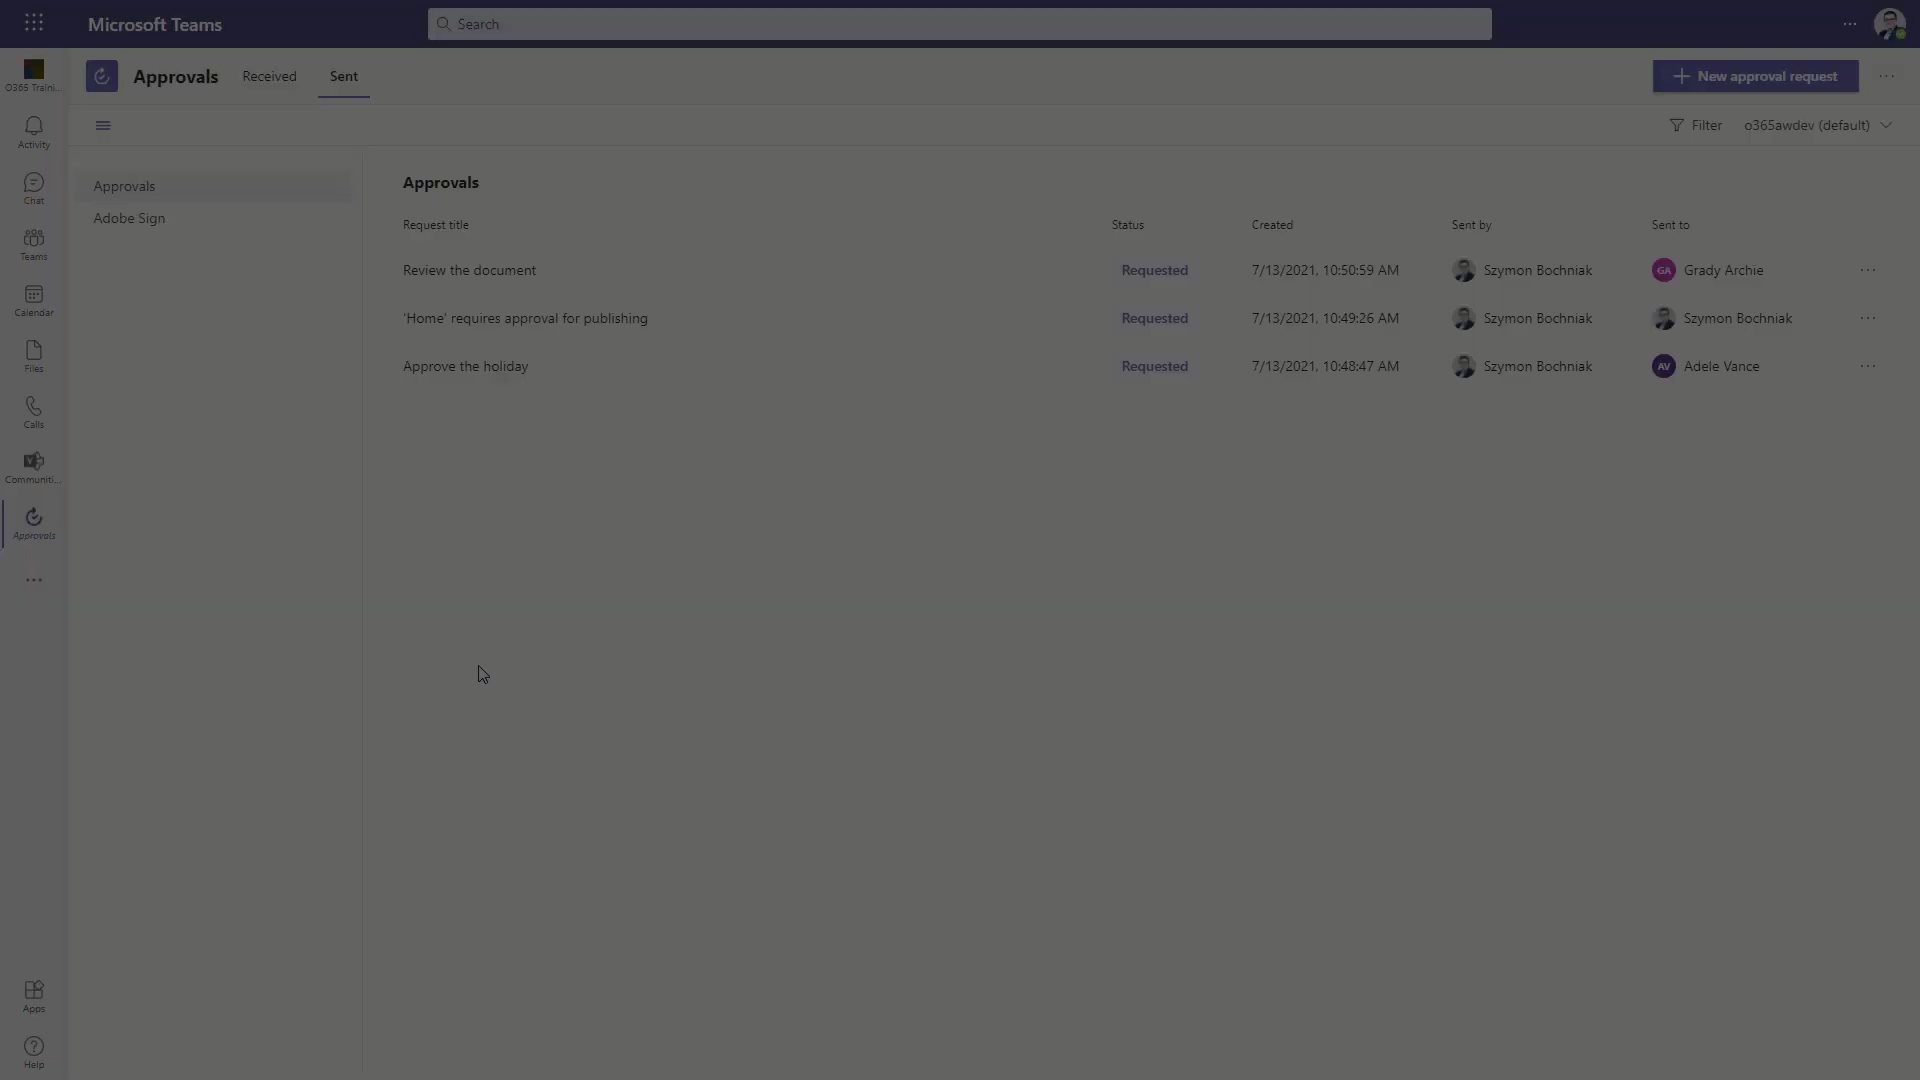 Microsoft Teams
Search
O365 Traini...
Approvals Received Sent
New approval request
Filter o365awdev (default)
Activity
Chat
Teams
Calendar
Files
Calls
Communiti...
Approvals
Apps
Help
Approvals
Adobe Sign
Approvals
Request title Status Created Sent by Sent to
Review the document Requested 7/13/2021, 10:50:59 AM Szymon Bochniak GA Grady Archie
'Home' requires approval for publishing Requested 7/13/2021, 10:49:26 AM Szymon Bochniak Szymon Bochniak
Approve the holiday Requested 7/13/2021, 10:48:47 AM Szymon Bochniak AV Adele Vance